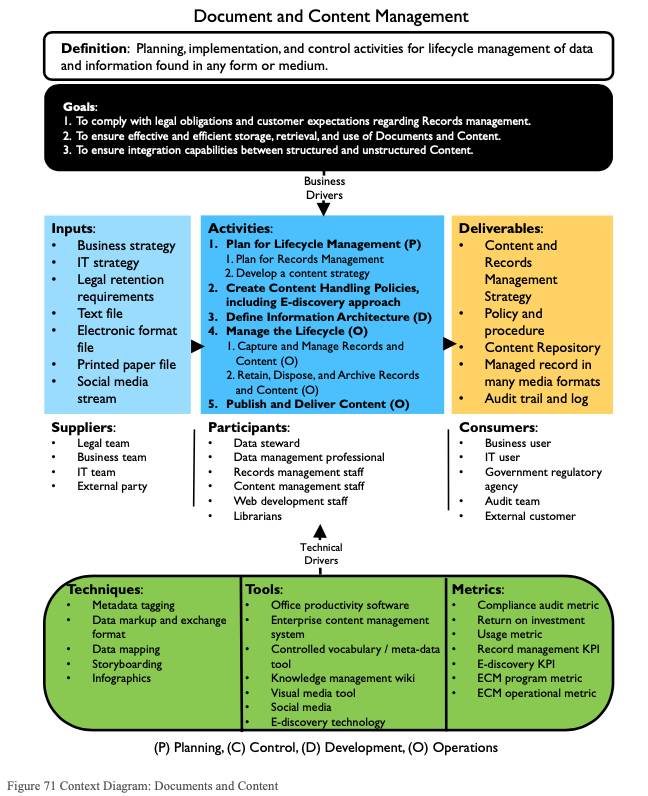 Document and Content Management
Definition: Planning, implementation, and control activities for lifecycle management of data
and information found in any form or medium.
Goals:
1. To comply with legal obligations and customer expectations regarding Records management.
2. To ensure effective and efficient storage, retrieval, and use of Documents and Content.
3. To ensure integration capabilities between structured and unstructured Content.
Business
Drivers
Inputs:
• Business strategy
• IT strategy
• Legal retention
requirements
• Text file
• Electronic format
file
• Printed paper file
• Social media
stream
Activities:
1. Plan for Lifecycle Management (P)
1. Plan for Records Management
2. Develop a content strategy
2. Create Content Handling Policies,
including E-discovery approach
3. Define Information Architecture (D)
4. Manage the Lifecycle (O)
1. Capture and Manage Records and
Content (O)
2. Retain, Dispose, and Archive Records
and Content (O)
5. Publish and Deliver Content (O)
Deliverables:
• Content and
Records
Management
Strategy
• Policy and
procedure
• Content Repository
• Managed record in
many media formats
• Audit trail and log
Suppliers:
• Legal team
• Business team
• IT team
• External party
Participants:
• Data steward
• Data management professional
• Records management staff
• Content management staff
• Web development staff
• Librarians
Consumers:
• Business user
• IT user
• Government regulatory
agency
• Audit team
• External customer
Technical
Drivers
Techniques:
• Metadata tagging
• Data markup and exchange
format
• Data mapping
• Storyboarding
• Infographics
Tools:
• Office productivity software
• Enterprise content management
system
• Controlled vocabulary / meta-data
tool
• Knowledge management wiki
• Visual media tool
• Social media
• E-discovery technology
Metrics:
• Compliance audit metric
• Return on investment
• Usage metric
• Record management KPI
• E-discovery KPI
• ECM program metric
• ECM operational metric
(P) Planning, (C) Control, (D) Development, (O) Operations
Figure 71 Context Diagram: Documents and Content